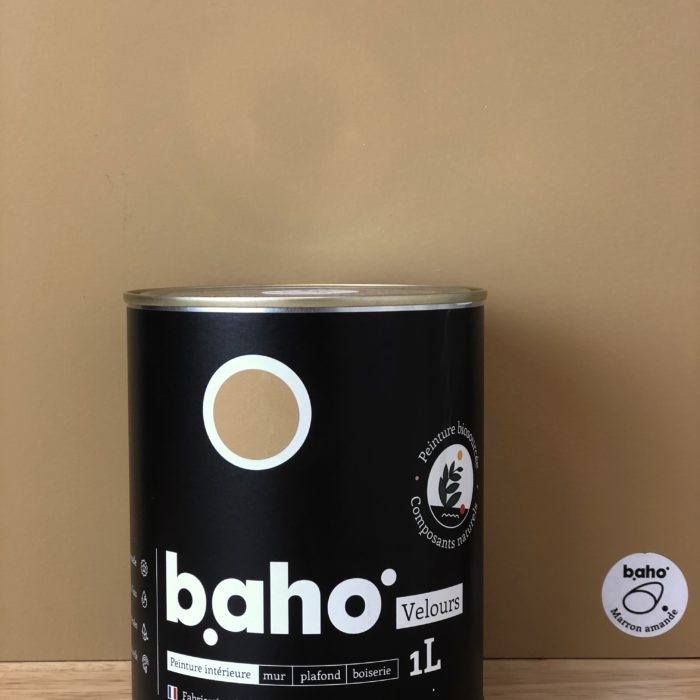 Peinture biosourcée
Composants naturels
baho
Velours
Peinture intérieure mur plafond boiserie
1L
baho
Marron amande